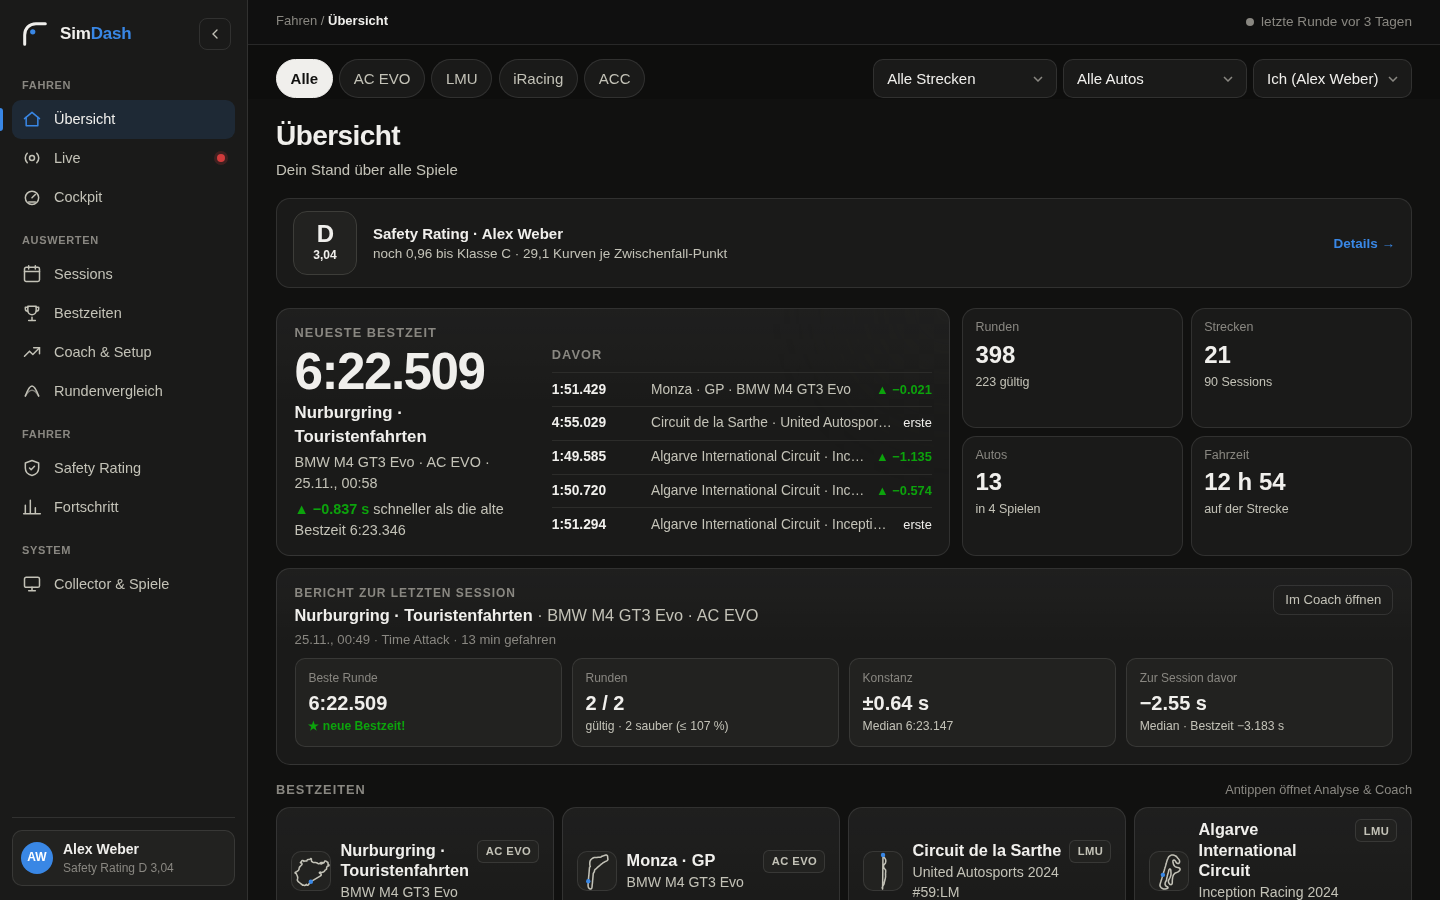 SimDash
FAHREN
Übersicht
Live
Cockpit
AUSWERTEN
Sessions
Bestzeiten
Coach & Setup
Rundenvergleich
FAHRER
Safety Rating
Fortschritt
SYSTEM
Collector & Spiele
AW
Alex Weber
Safety Rating D 3,04
Fahren / Übersicht
letzte Runde vor 3 Tagen
Alle
AC EVO
LMU
iRacing
ACC
Alle Strecken
Alle Autos
Ich (Alex Weber)
Übersicht
Dein Stand über alle Spiele
D
3,04
Safety Rating · Alex Weber
noch 0,96 bis Klasse C · 29,1 Kurven je Zwischenfall-Punkt
Details →
NEUESTE BESTZEIT
6:22.509
Nurburgring ·
Touristenfahrten
BMW M4 GT3 Evo · AC EVO ·
25.11., 00:58
▲ −0.837 s schneller als die alte
Bestzeit 6:23.346
DAVOR
1:51.429 Monza · GP · BMW M4 GT3 Evo ▲ −0.021
4:55.029 Circuit de la Sarthe · United Autospor… erste
1:49.585 Algarve International Circuit · Inc… ▲ −1.135
1:50.720 Algarve International Circuit · Inc… ▲ −0.574
1:51.294 Algarve International Circuit · Incepti… erste
Runden
398
223 gültig
Strecken
21
90 Sessions
Autos
13
in 4 Spielen
Fahrzeit
12 h 54
auf der Strecke
BERICHT ZUR LETZTEN SESSION
Nurburgring · Touristenfahrten · BMW M4 GT3 Evo · AC EVO
25.11., 00:49 · Time Attack · 13 min gefahren
Im Coach öffnen
Beste Runde
6:22.509
★ neue Bestzeit!
Runden
2 / 2
gültig · 2 sauber (≤ 107 %)
Konstanz
±0.64 s
Median 6:23.147
Zur Session davor
−2.55 s
Median · Bestzeit −3.183 s
BESTZEITEN
Antippen öffnet Analyse & Coach
Nurburgring ·
Touristenfahrten
BMW M4 GT3 Evo
AC EVO
Monza · GP
BMW M4 GT3 Evo
AC EVO
Circuit de la Sarthe
United Autosports 2024
#59:LM
LMU
Algarve
International
Circuit
Inception Racing 2024
LMU